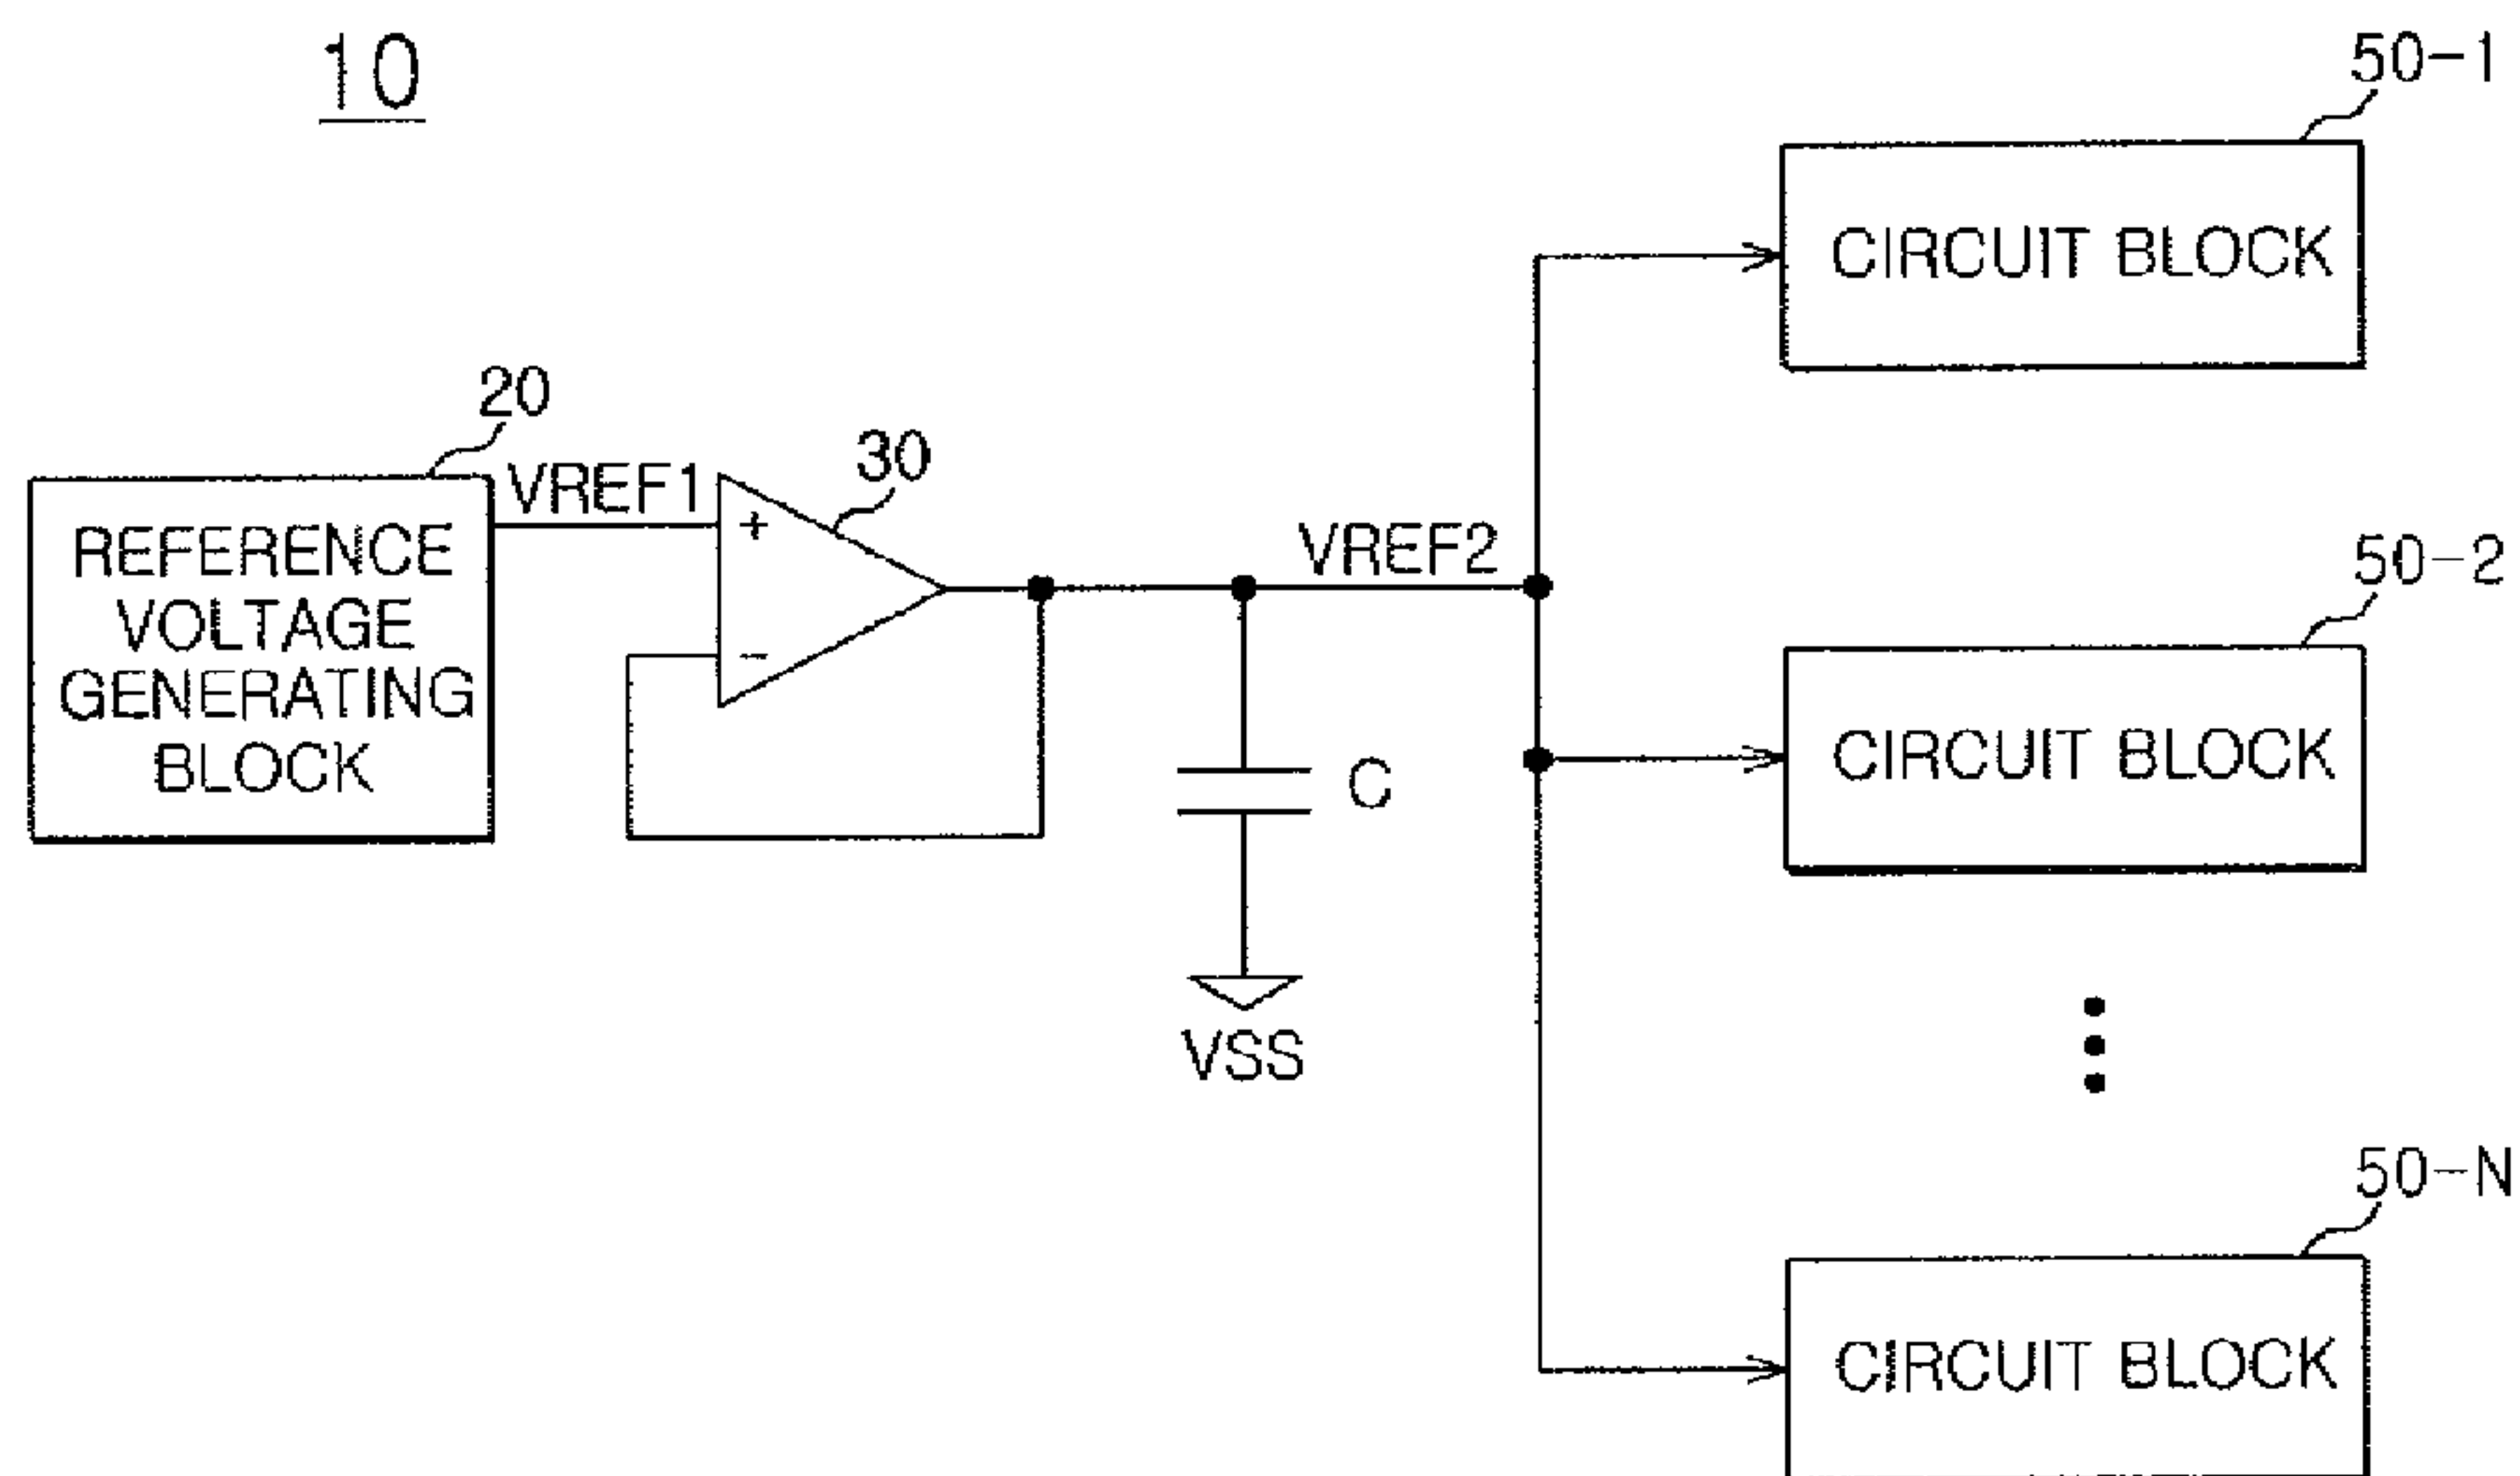 10
50-1
CIRCUIT BLOCK
20
VREF1
30
REFERENCE
VOLTAGE
GENERATING
BLOCK
+
−
VREF2
50-2
CIRCUIT BLOCK
C
VSS
50-N
CIRCUIT BLOCK